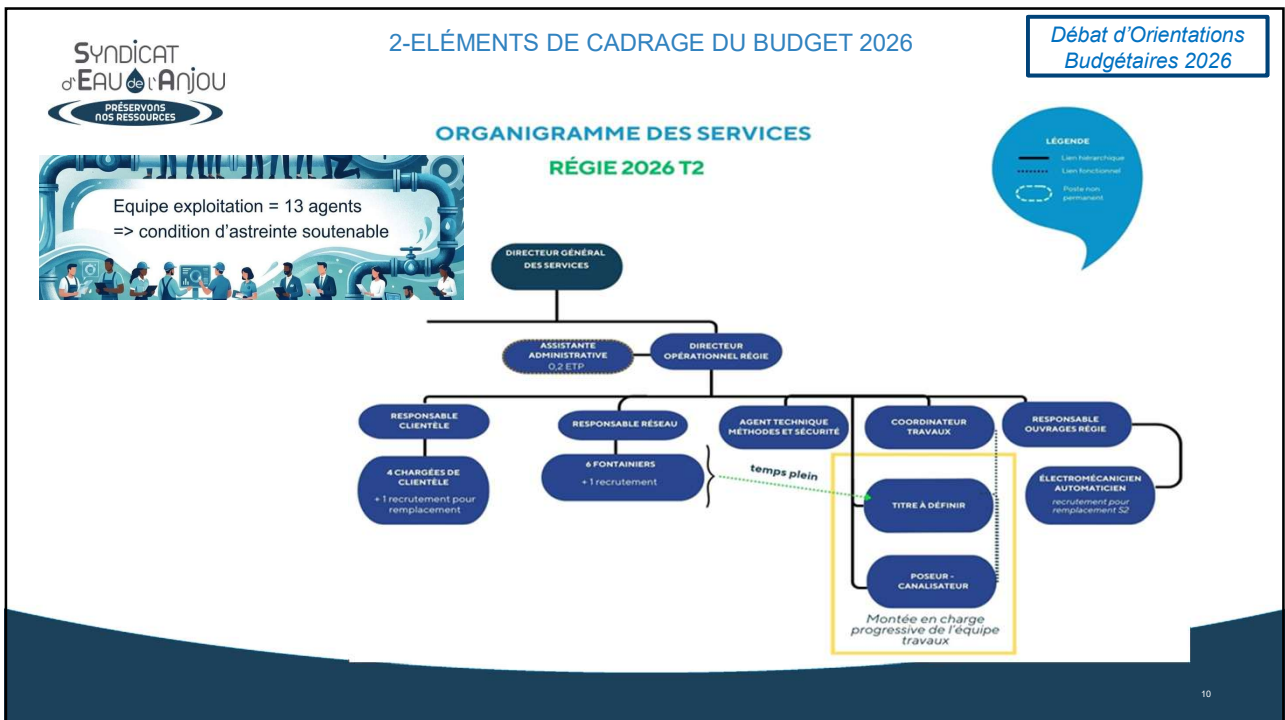 SYNDICAT
d'EAU de l'ANJOU
PRÉSERVONS
NOS RESSOURCES
2-ELÉMENTS DE CADRAGE DU BUDGET 2026
Débat d'Orientations
Budgétaires 2026
ORGANIGRAMME DES SERVICES
RÉGIE 2026 T2
LÉGENDE
Lien hiérarchique
Lien fonctionnel
Poste non
permanent
Equipe exploitation = 13 agents
=> condition d'astreinte soutenable
DIRECTEUR GÉNÉRAL
DES SERVICES
ASSISTANTE
ADMINISTRATIVE
0,2 ETP
DIRECTEUR
OPÉRATIONNEL RÉGIE
RESPONSABLE
CLIENTÈLE
RESPONSABLE RÉSEAU
AGENT TECHNIQUE
MÉTHODES ET SÉCURITÉ
COORDINATEUR
TRAVAUX
RESPONSABLE
OUVRAGES RÉGIE
4 CHARGÉES DE
CLIENTÈLE
+ 1 recrutement pour
remplacement
6 FONTAINIERS
+ 1 recrutement
temps plein
TITRE À DÉFINIR
ÉLECTROMÉCANICIEN
AUTOMATICIEN
recrutement pour
remplacement S2
POSEUR -
CANALISATEUR
Montée en charge
progressive de l'équipe
travaux
10